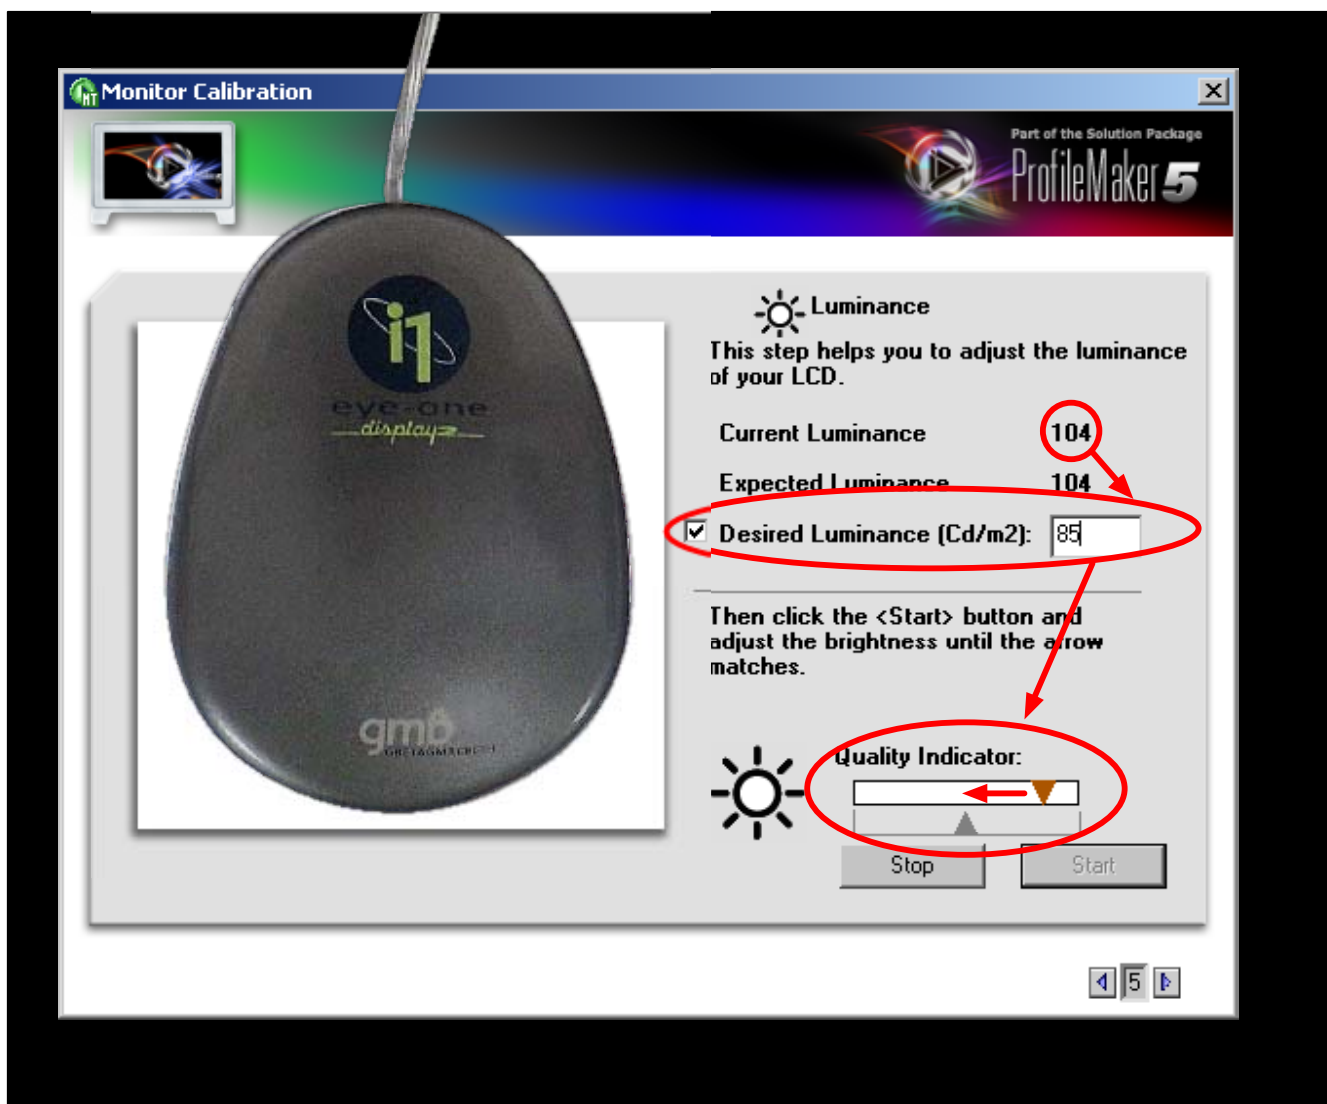 Monitor Calibration
Part of the Solution Package
ProfileMaker 5
i1
eye-one
display2
gmb
GRETAGMACBETH
Luminance
This step helps you to adjust the luminance
of your LCD.
Current Luminance 104
Expected Luminance 104
Desired Luminance (Cd/m2): 85
Then click the <Start> button and
adjust the brightness until the arrow
matches.
Quality Indicator:
Stop Start
5